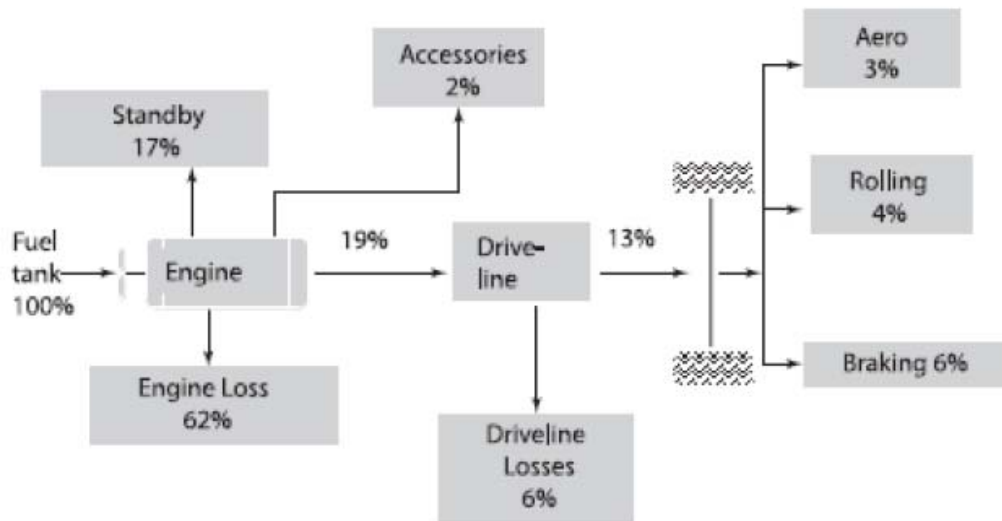 Accessories
2%
Aero
3%
Standby
17%
Rolling
4%
Fuel
tank
100%
Engine
19%
Drive-
line
13%
Engine Loss
62%
Braking 6%
Driveline
Losses
6%